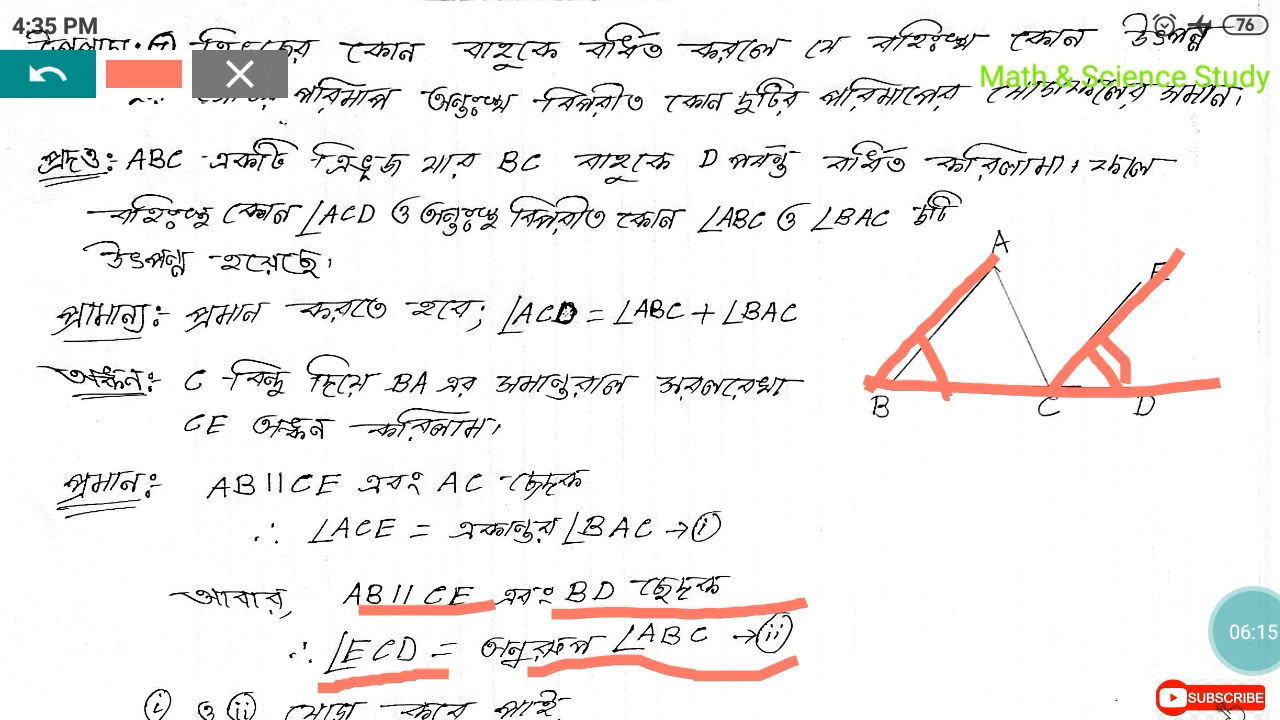 4:35 PM
76
কোন বাহুকে বর্ধিত করলে যে বহিঃস্থ কোন উৎপন্ন
Math & Science Study
পরিমাপ অন্তঃস্থ বিপরীত কোন দুটির পরিমাপের যোগফলের সমান।
প্রদত্ত: ABC একটি ত্রিভূজ যার BC বাহুকে D পর্যন্ত বর্ধিত করিলাম। ফলে
বহিঃস্থ কোন ∠ACD ও অন্তঃস্থ বিপরীত কোন ∠ABC ও ∠BAC দুটি
উৎপন্ন হয়েছে।
প্রামান্য: প্রমান করতে হবে; ∠ACD = ∠ABC + ∠BAC
অঙ্কন: C বিন্দু দিয়ে BA এর সমান্তরাল সরলরেখা
CE অঙ্কন করিলাম।
A
E
B
C
D
প্রমান: AB || CE এবং AC ছেদক
∴ ∠ACE = একান্তর ∠BAC → (i)
আবার, AB || CE এবং BD ছেদক
∴ ∠ECD = অনুরূপ ∠ABC → (ii)
06:15
(i) ও (ii) যোগ করে পাই,
SUBSCRIBE